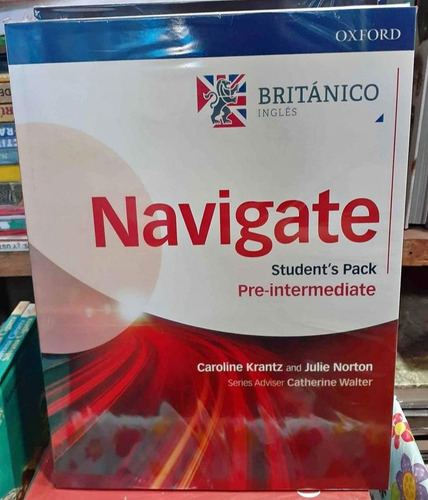 OXFORD
BRITÁNICO
INGLÉS
Navigate
Student's Pack
Pre-intermediate
Caroline Krantz and Julie Norton
Series Adviser Catherine Walter